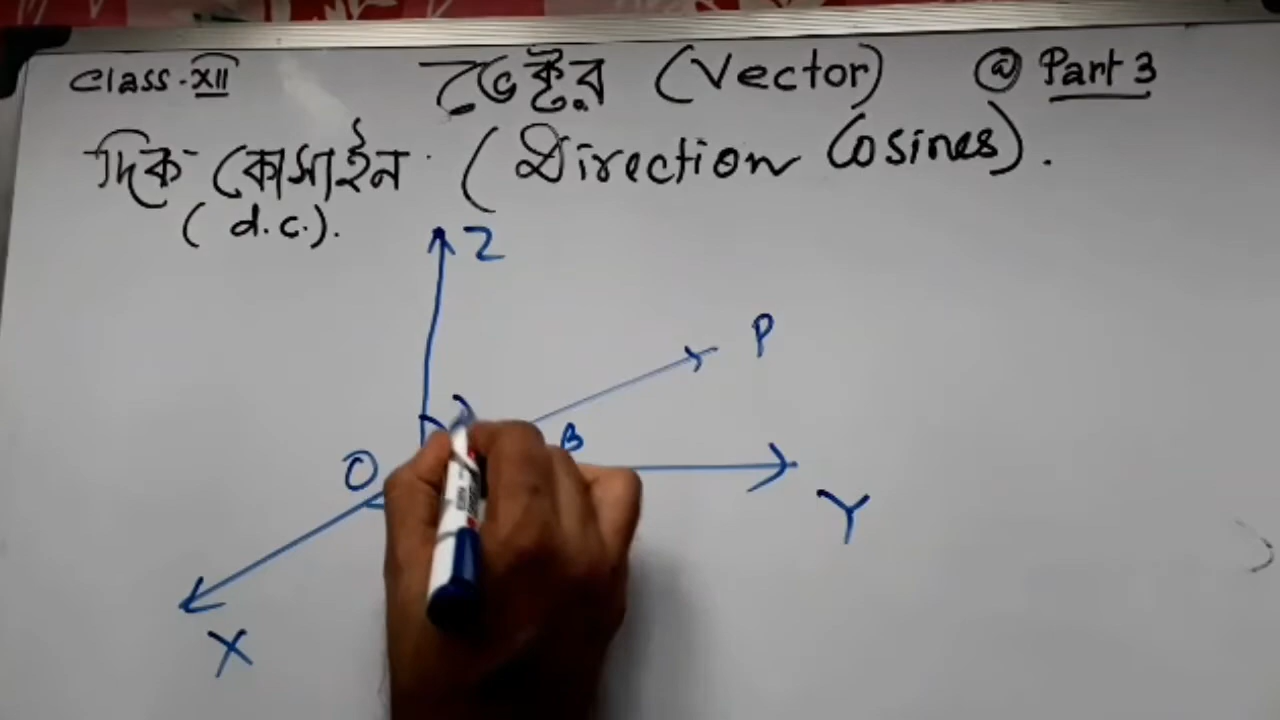 Class-XII ভেক্টর (Vector) @ Part 3
দিক কোসাইন (Direction Cosines).
(d.c.).
Z
P
β
O
Y
X